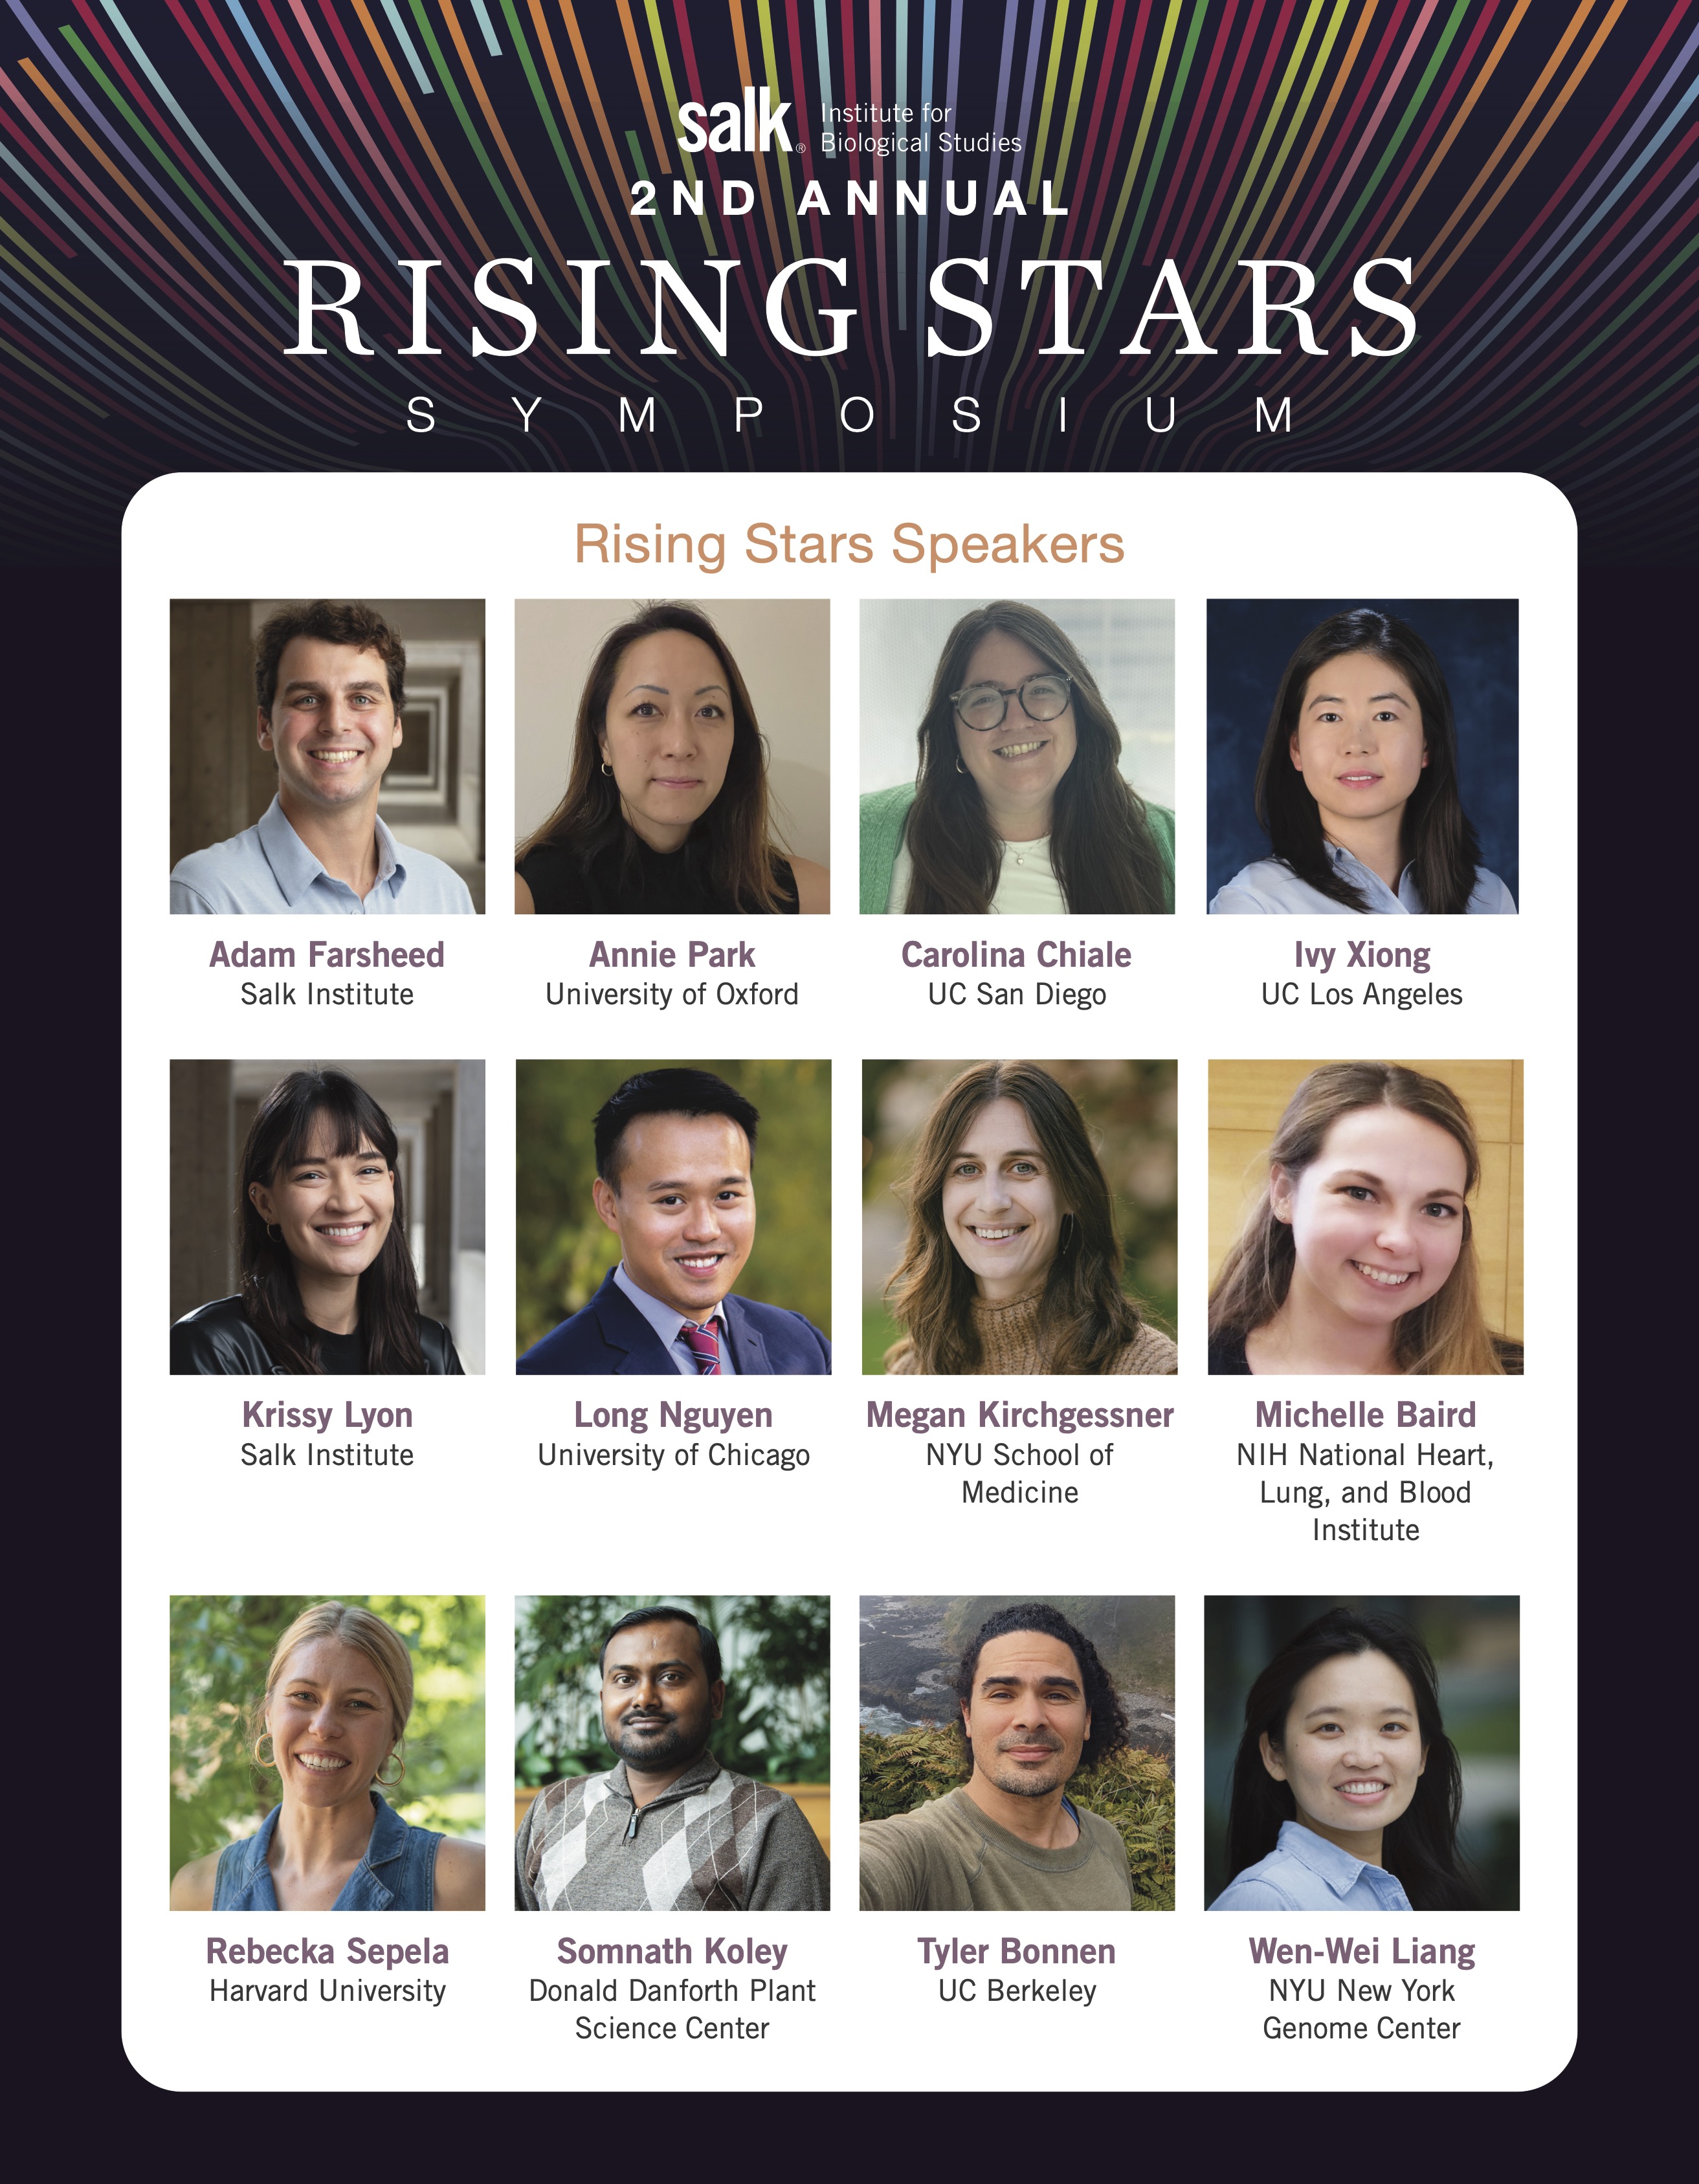 salk® Institute for
Biological Studies
2ND ANNUAL
RISING STARS
SYMPOSIUM
Rising Stars Speakers
Adam Farsheed
Salk Institute
Annie Park
University of Oxford
Carolina Chiale
UC San Diego
Ivy Xiong
UC Los Angeles
Krissy Lyon
Salk Institute
Long Nguyen
University of Chicago
Megan Kirchgessner
NYU School of
Medicine
Michelle Baird
NIH National Heart,
Lung, and Blood
Institute
Rebecka Sepela
Harvard University
Somnath Koley
Donald Danforth Plant
Science Center
Tyler Bonnen
UC Berkeley
Wen-Wei Liang
NYU New York
Genome Center